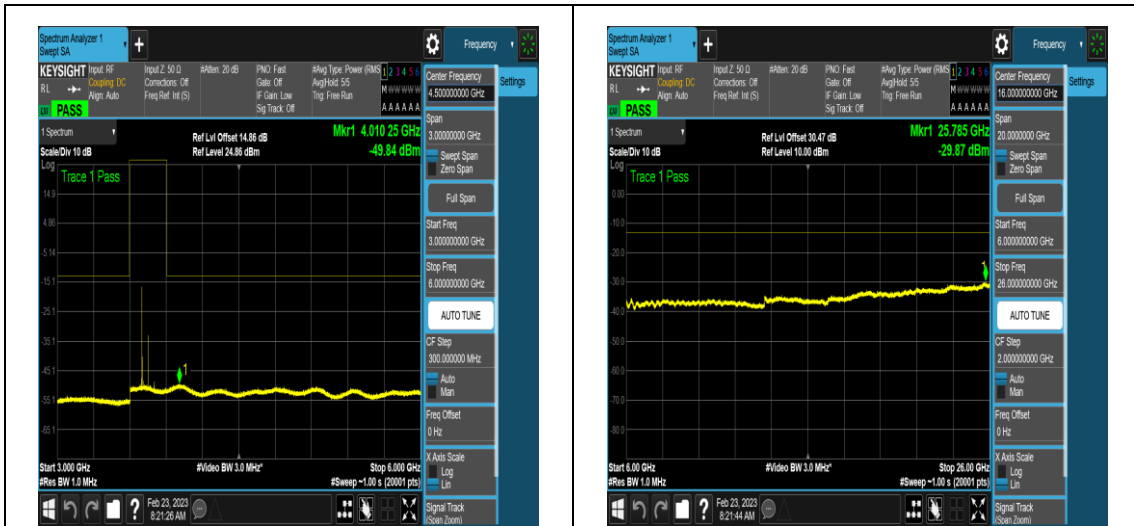 Spectrum Analyzer 1
Swept SA
Frequency
KEYSIGHT
Input: RF
Input Z: 50 Ω
#Atten: 20 dB
PNO: Fast
#Avg Type: Power (RMS
1 2 3 4 5 6
Center Frequency
Settings
RL
Coupling: DC
Corrections: Off
Gate: Off
Avg|Hold: 5/5
M W W W W W
4.500000000 GHz
Align: Auto
Freq Ref: Int (S)
IF Gain: Low
Trig: Free Run
PASS
Sig Track: Off
A A A A A A
Span
3.00000000 GHz
1 Spectrum
Ref Lvl Offset 14.86 dB
Mkr1 4.010 25 GHz
Swept Span
Scale/Div 10 dB
Ref Level 24.86 dBm
-49.84 dBm
Zero Span
Log
Trace 1 Pass
Full Span
14.9
Start Freq
4.86
3.000000000 GHz
-5.14
Stop Freq
-15.1
6.000000000 GHz
-25.1
AUTO TUNE
-35.1
CF Step
300.000000 MHz
-45.1
1
Auto
Man
-55.1
Freq Offset
-65.1
0 Hz
X Axis Scale
Start 3.000 GHz
#Video BW 3.0 MHz*
Stop 6.000 GHz
Log
#Res BW 1.0 MHz
#Sweep ~1.00 s (20001 pts)
Lin
?
Feb 23, 2023
8:21:26 AM
Signal Track
(Span Zoom)
Spectrum Analyzer 1
Swept SA
Frequency
KEYSIGHT
Input: RF
Input Z: 50 Ω
#Atten: 20 dB
PNO: Fast
#Avg Type: Power (RMS
1 2 3 4 5 6
Center Frequency
Settings
RL
Coupling: DC
Corrections: Off
Gate: Off
Avg|Hold: 5/5
M W W W W W
16.000000000 GHz
Align: Auto
Freq Ref: Int (S)
IF Gain: Low
Trig: Free Run
PASS
Sig Track: Off
A A A A A A
Span
20.0000000 GHz
1 Spectrum
Ref Lvl Offset 30.47 dB
Mkr1 25.785 GHz
Swept Span
Scale/Div 10 dB
Ref Level 10.00 dBm
-29.87 dBm
Zero Span
Log
Trace 1 Pass
Full Span
0.00
Start Freq
-10.0
6.000000000 GHz
-20.0
Stop Freq
1
-30.0
26.000000000 GHz
-40.0
AUTO TUNE
CF Step
2.000000000 GHz
-60.0
Auto
Man
-70.0
Freq Offset
-80.0
0 Hz
X Axis Scale
Start 6.00 GHz
#Video BW 3.0 MHz*
Stop 26.00 GHz
Log
#Res BW 1.0 MHz
#Sweep ~1.00 s (20001 pts)
Lin
?
Feb 23, 2023
8:21:44 AM
Signal Track
(Span Zoom)